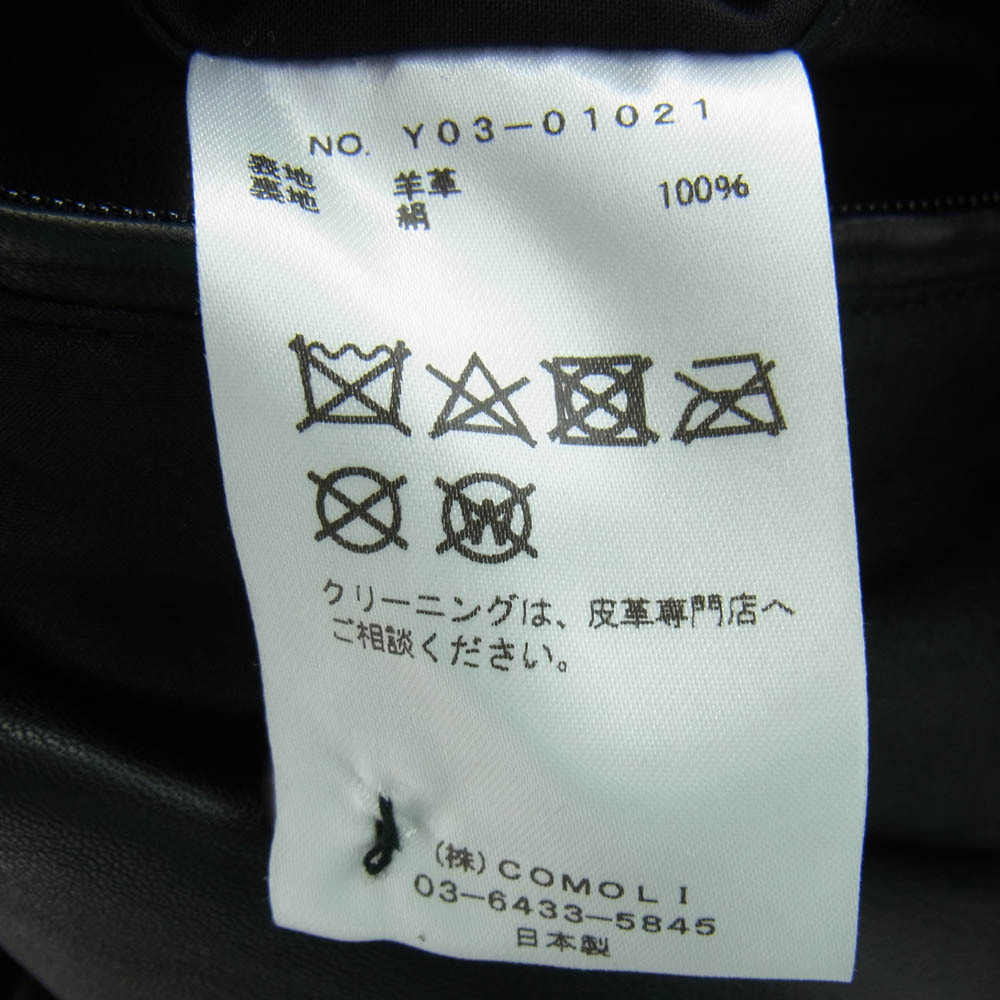 NO. Y03-01021
表地 羊革 100%
裏地 絹
W
クリーニングは、皮革専門店へ
ご相談ください。
(株)COMOLI
03-6433-5845
日本製